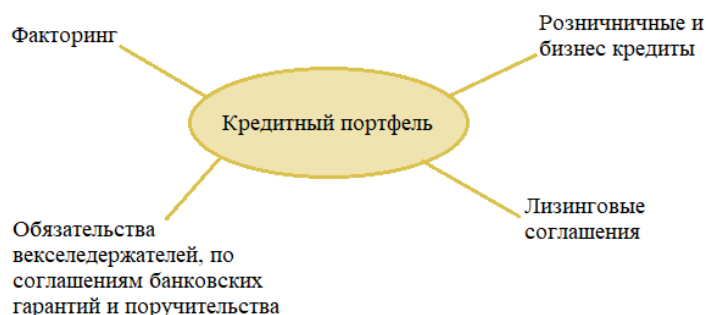 Факторинг
Розничничные и
бизнес кредиты
Кредитный портфель
Обязательства
векселедержателей, по
соглашениям банковских
гарантий и поручительства
Лизинговые
соглашения